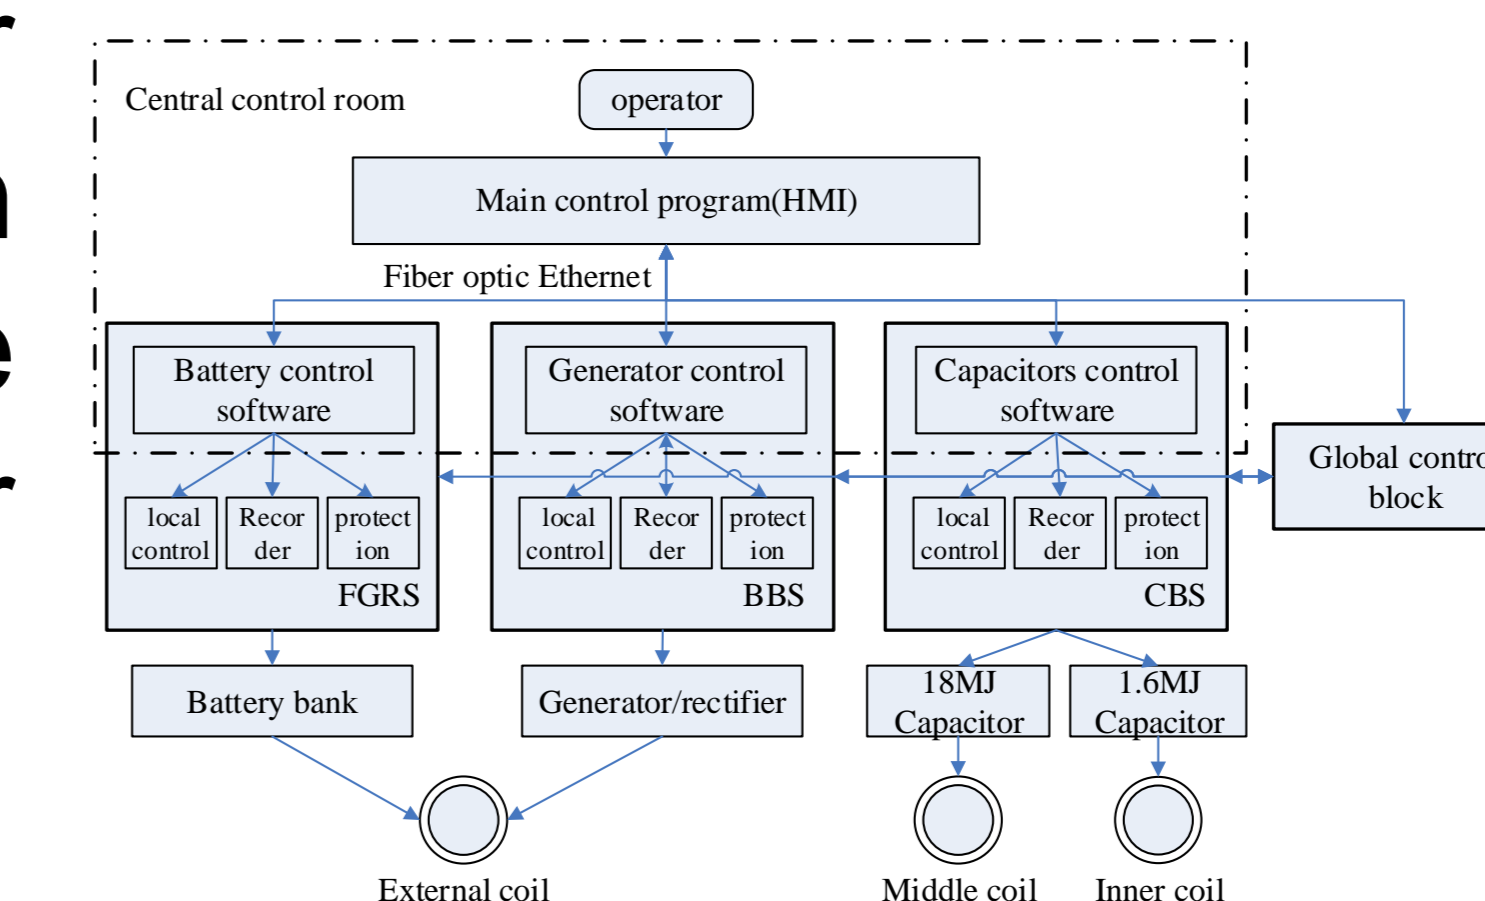 Central control room
operator
Main control program(HMI)
Fiber optic Ethernet
Battery control
software
Generator control
software
Capacitors control
software
Global contro
block
local
control
Recor
der
protect
ion
FGRS
local
control
Recor
der
protect
ion
BBS
local
control
Recor
der
protect
ion
CBS
Battery bank
Generator/rectifier
18MJ
Capacitor
1.6MJ
Capacitor
External coil
Middle coil
Inner coil